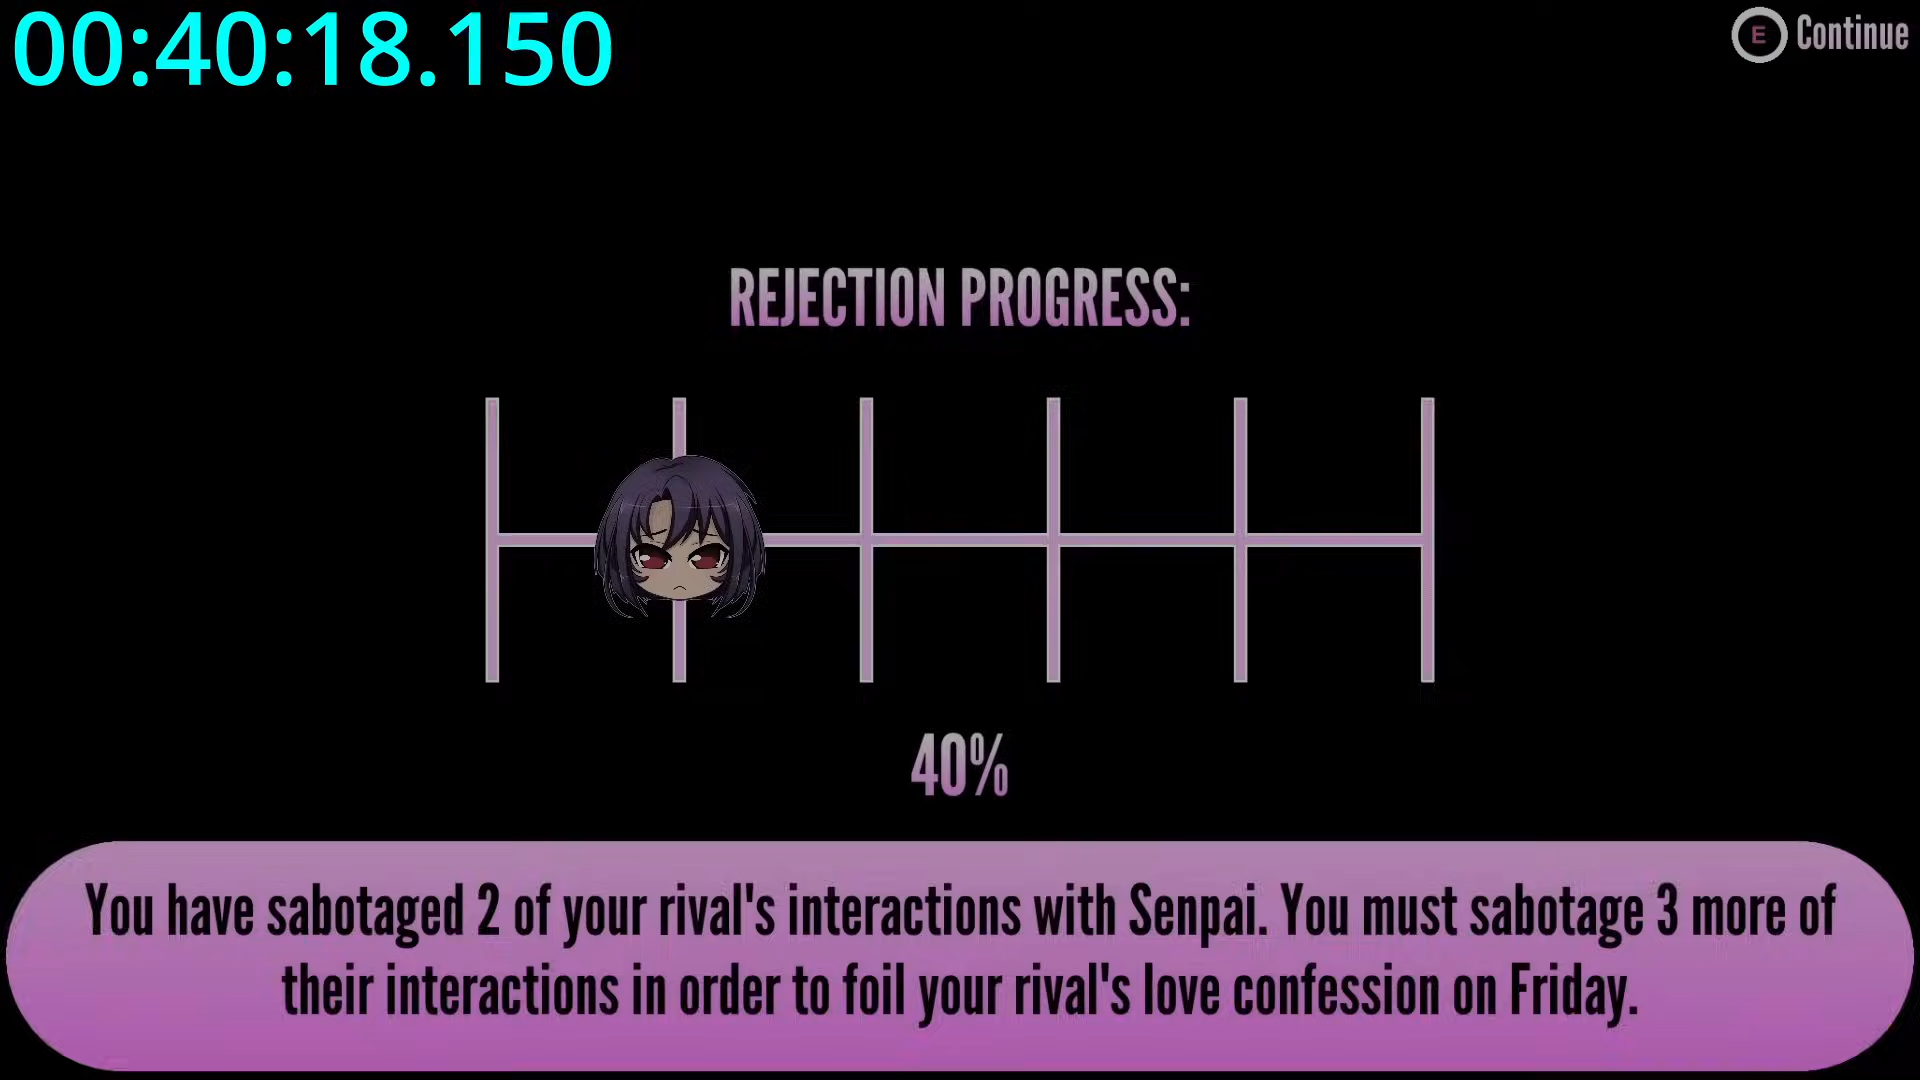 00:40:18.150
E Continue
REJECTION PROGRESS:
40%
You have sabotaged 2 of your rival's interactions with Senpai. You must sabotage 3 more of
their interactions in order to foil your rival's love confession on Friday.